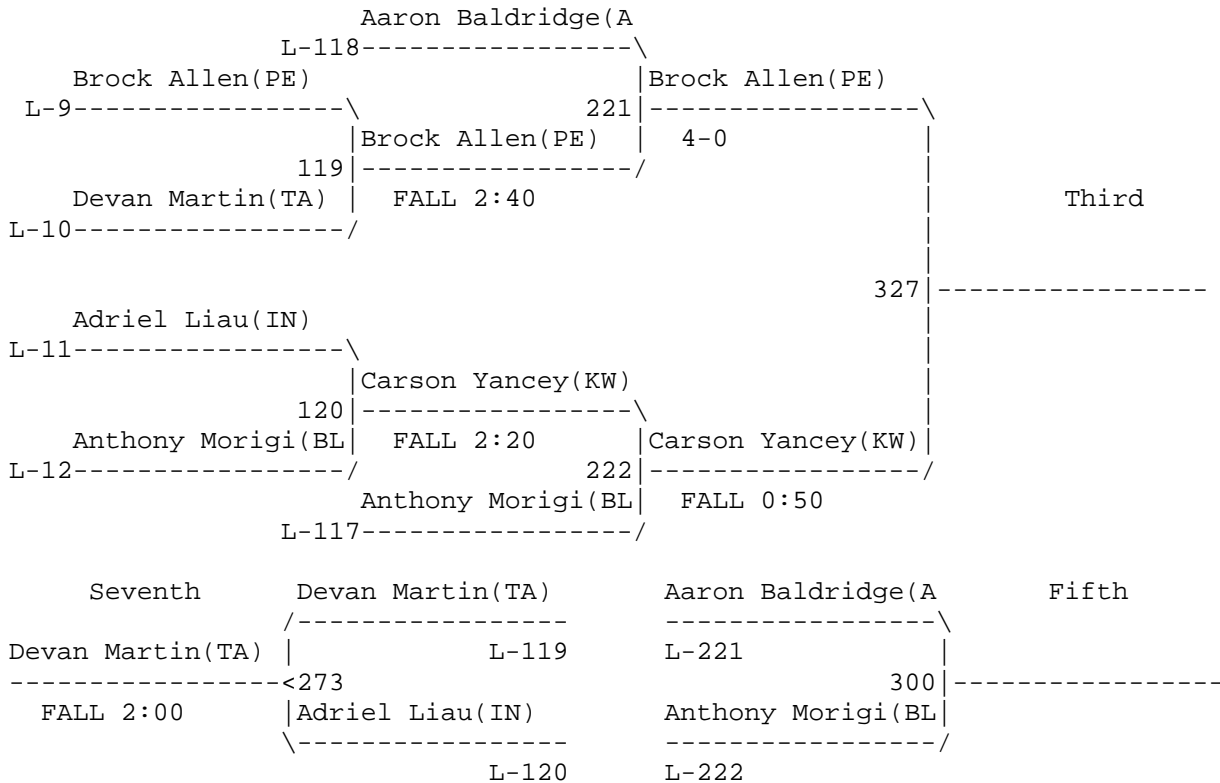 Aaron Baldridge(A
L-118-----------------\
Brock Allen(PE) |Brock Allen(PE)
L-9-----------------\ 221|-----------------\
|Brock Allen(PE) | 4-0 |
119|-----------------/ |
Devan Martin(TA) | FALL 2:40 | Third
L-10-----------------/ |
|
327|-----------------
Adriel Liau(IN) |
L-11-----------------\ |
|Carson Yancey(KW) |
120|-----------------\ |
Anthony Morigi(BL| FALL 2:20 |Carson Yancey(KW)|
L-12-----------------/ 222|-----------------/
Anthony Morigi(BL| FALL 0:50
L-117-----------------/
Seventh Devan Martin(TA) Aaron Baldridge(A Fifth
/----------------- -----------------\
Devan Martin(TA) | L-119 L-221 |
-----------------<273 300|-----------------
FALL 2:00 |Adriel Liau(IN) Anthony Morigi(BL|
\----------------- -----------------/
L-120 L-222